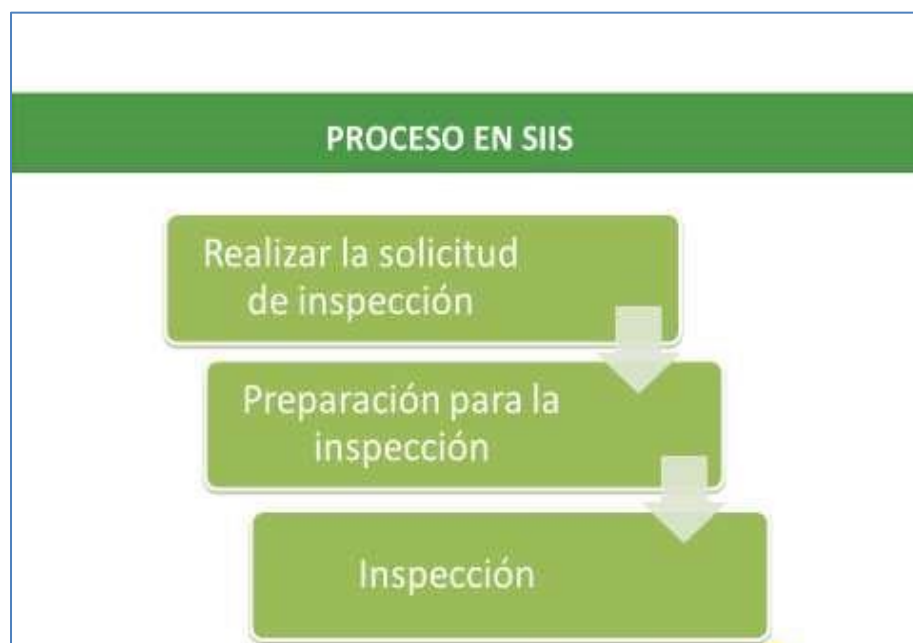 PROCESO EN SIIS
Realizar la solicitud
de inspección
Preparación para la
inspección
Inspección